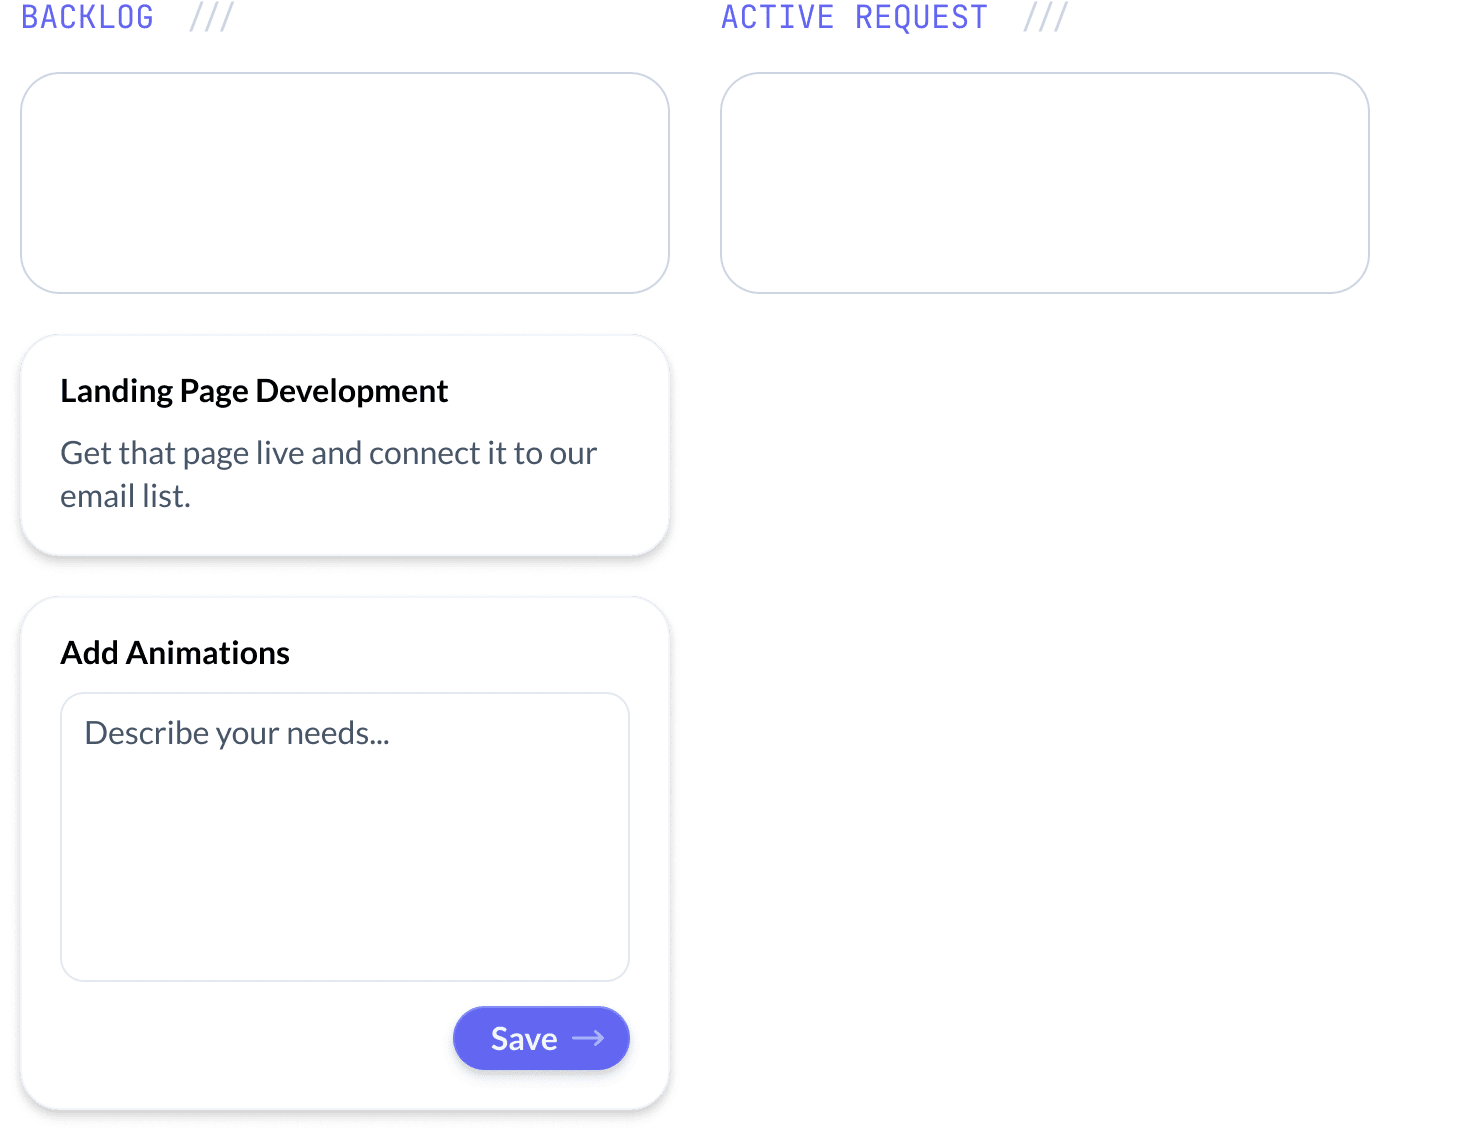 BACKLOG ///
ACTIVE REQUEST ///
Landing Page Development
Get that page live and connect it to our
email list.
Add Animations
Describe your needs...
Save →